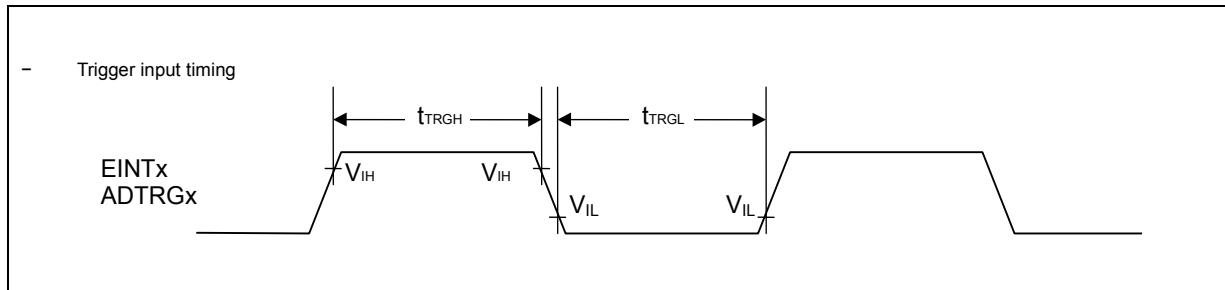 – Trigger input timing
tTRGH tTRGL
EINTx
ADTRGx
VIH VIH
VIL VIL